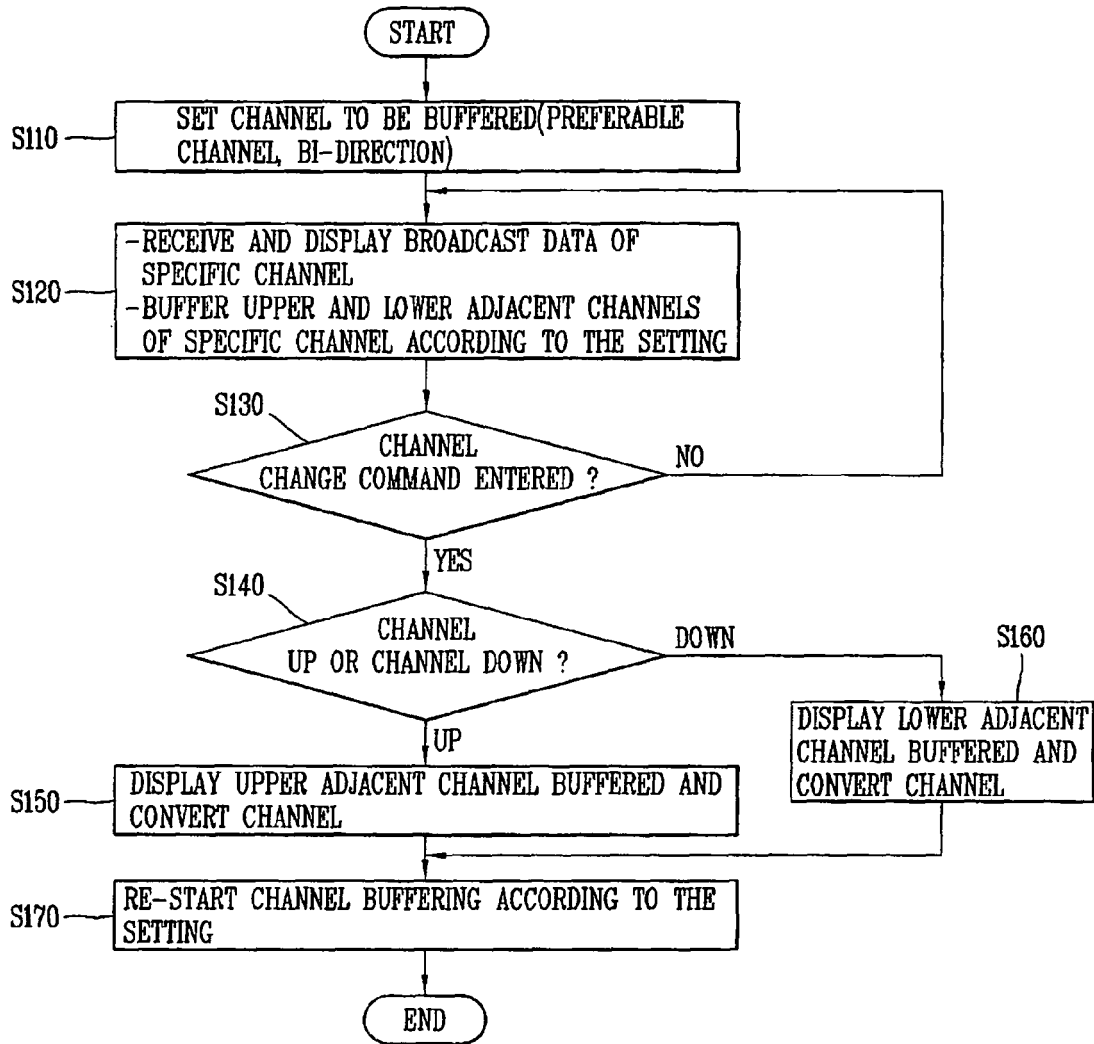 START
S110
SET CHANNEL TO BE BUFFERED(PREFERABLE
CHANNEL, BI-DIRECTION)
S120
-RECEIVE AND DISPLAY BROADCAST DATA OF
SPECIFIC CHANNEL
-BUFFER UPPER AND LOWER ADJACENT CHANNELS
OF SPECIFIC CHANNEL ACCORDING TO THE SETTING
S130
CHANNEL
CHANGE COMMAND ENTERED ?
NO
YES
S140
CHANNEL
UP OR CHANNEL DOWN ?
DOWN
UP
S160
DISPLAY LOWER ADJACENT
CHANNEL BUFFERED AND
CONVERT CHANNEL
S150
DISPLAY UPPER ADJACENT CHANNEL BUFFERED AND
CONVERT CHANNEL
S170
RE-START CHANNEL BUFFERING ACCORDING TO THE
SETTING
END